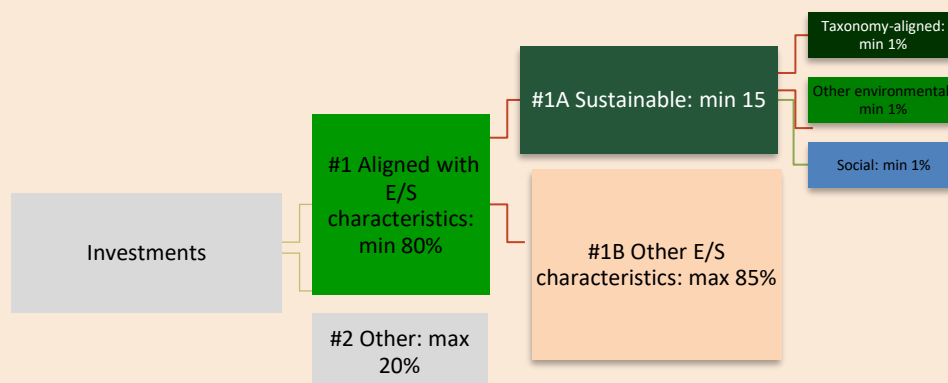 Investments
#1 Aligned with
E/S
characteristics:
min 80%
#2 Other: max
20%
#1A Sustainable: min 15
#1B Other E/S
characteristics: max 85%
Taxonomy-aligned:
min 1%
Other environmental
min 1%
Social: min 1%